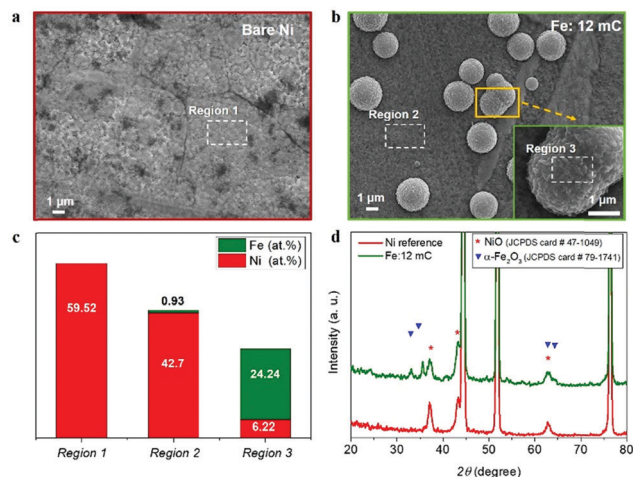 a
Bare Ni
Region 1
1 µm
b
Fe: 12 mC
Region 2
Region 3
1 µm
1 µm
c
Fe (at.%)
Ni (at.%)
59.52
0.93
42.7
24.24
6.22
Region 1
Region 2
Region 3
d
Ni reference
Fe:12 mC
NiO (JCPDS card # 47-1049)
α-Fe₂O₃ (JCPDS card # 79-1741)
Intensity (a. u.)
20 30 40 50 60 70 80
2θ (degree)